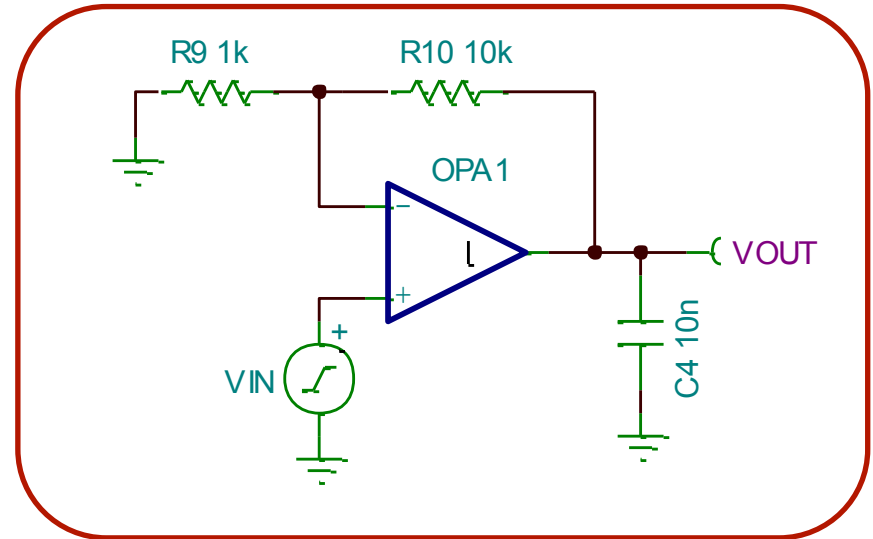 R9 1k
R10 10k
OPA1
−
+
VOUT
+
VIN
C4 10n